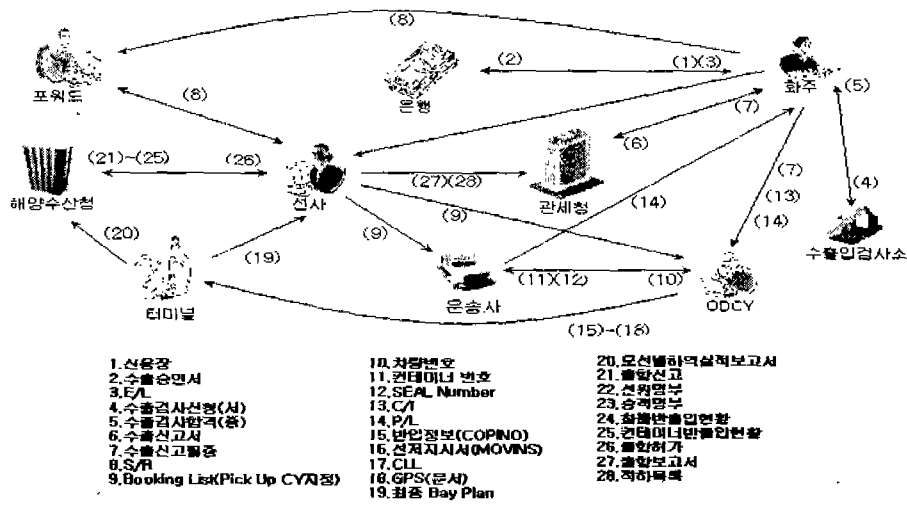 (8)
(2)
(1)(3)
포워드
은행
화주
(5)
(8)
(7)
(6)
(21)~(25)
(26)
(27)(28)
(7)
(4)
해양수산청
선사
관세청
(14)
(13)
(9)
(14)
(20)
(19)
(9)
수출입검사소
(11)(12)
(10)
터미널
운송사
ODCY
(15)~(18)
1.신용장
2.수출승면서
3.E/L
4.수출검사신청(서)
5.수출검사합격(증)
6.수출신고서
7.수출신고필증
8.S/R
9.Booking List(Pick Up CY지정)
10.차량번호
11.컨테이너 번호
12.SEAL Number
13.C/I
14.P/L
15.반입정보(COPINO)
16.선저지시서(MOVINS)
17.CLL
18.GPS(문서)
19.최종 Bay Plan
20.모선별하역실적보고서
21.출항신고
22.선원명부
23.승객명부
24.화물반출입현황
25.컨테이너반출입현황
26.출항허가
27.출항보고서
28.적하목록